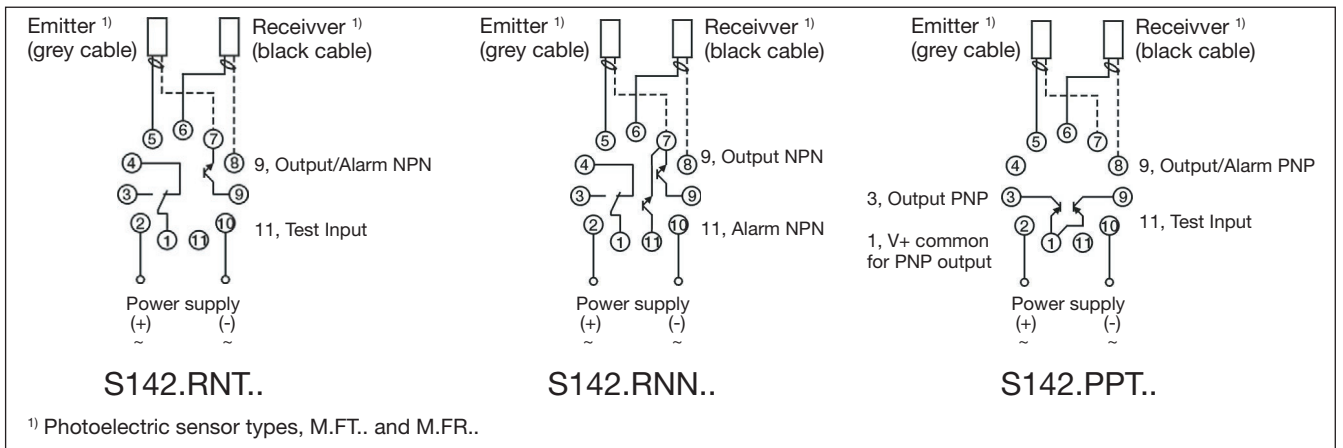 Emitter 1)
(grey cable)
Receivver 1)
(black cable)
5
6
7
4
8
9, Output/Alarm NPN
3
9
2
10
11, Test Input
1
11
Power supply
(+) (-)
~ ~
S142.RNT..
Emitter 1)
(grey cable)
Receivver 1)
(black cable)
5
6
7
4
8
9, Output NPN
3
9
2
10
11, Alarm NPN
1
11
Power supply
(+) (-)
~ ~
S142.RNN..
Emitter 1)
(grey cable)
Receivver 1)
(black cable)
5
6
7
4
8
9, Output/Alarm PNP
3, Output PNP
3
9
2
10
11, Test Input
1
11
1, V+ common
for PNP output
Power supply
(+) (-)
~ ~
S142.PPT..
1) Photoelectric sensor types, M.FT.. and M.FR..